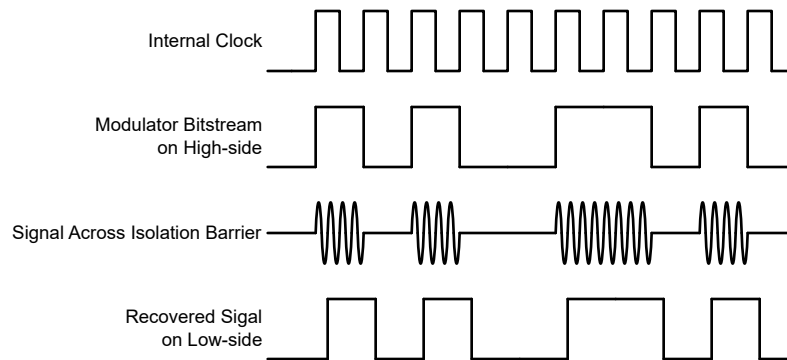 Internal Clock
Modulator Bitstream
on High-side
Signal Across Isolation Barrier
Recovered Sigal
on Low-side